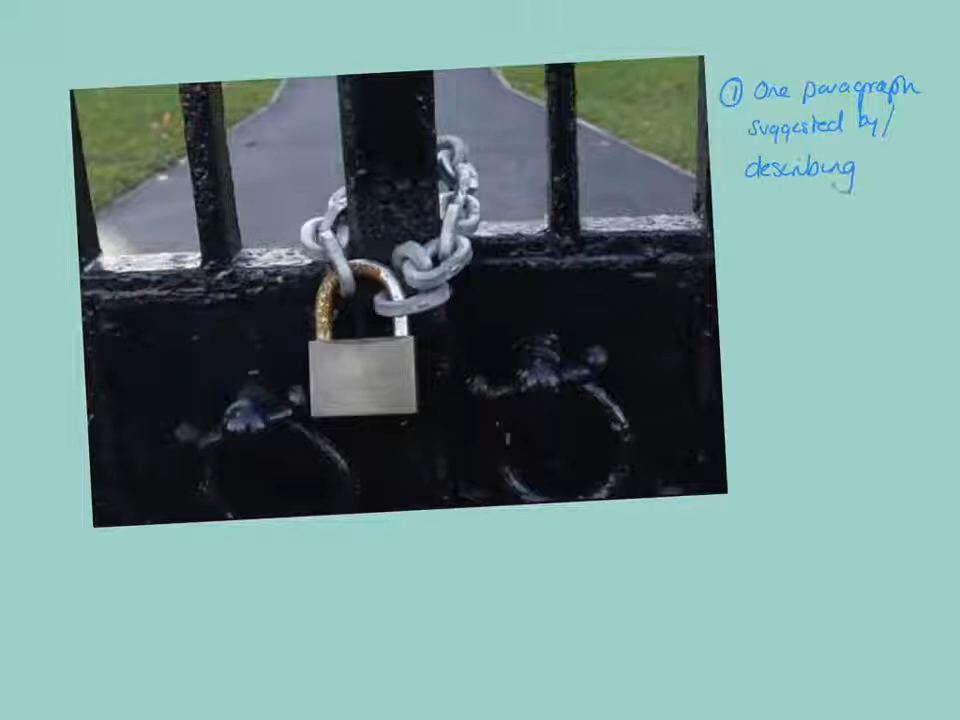 ① One paragraph
suggested by/
describing